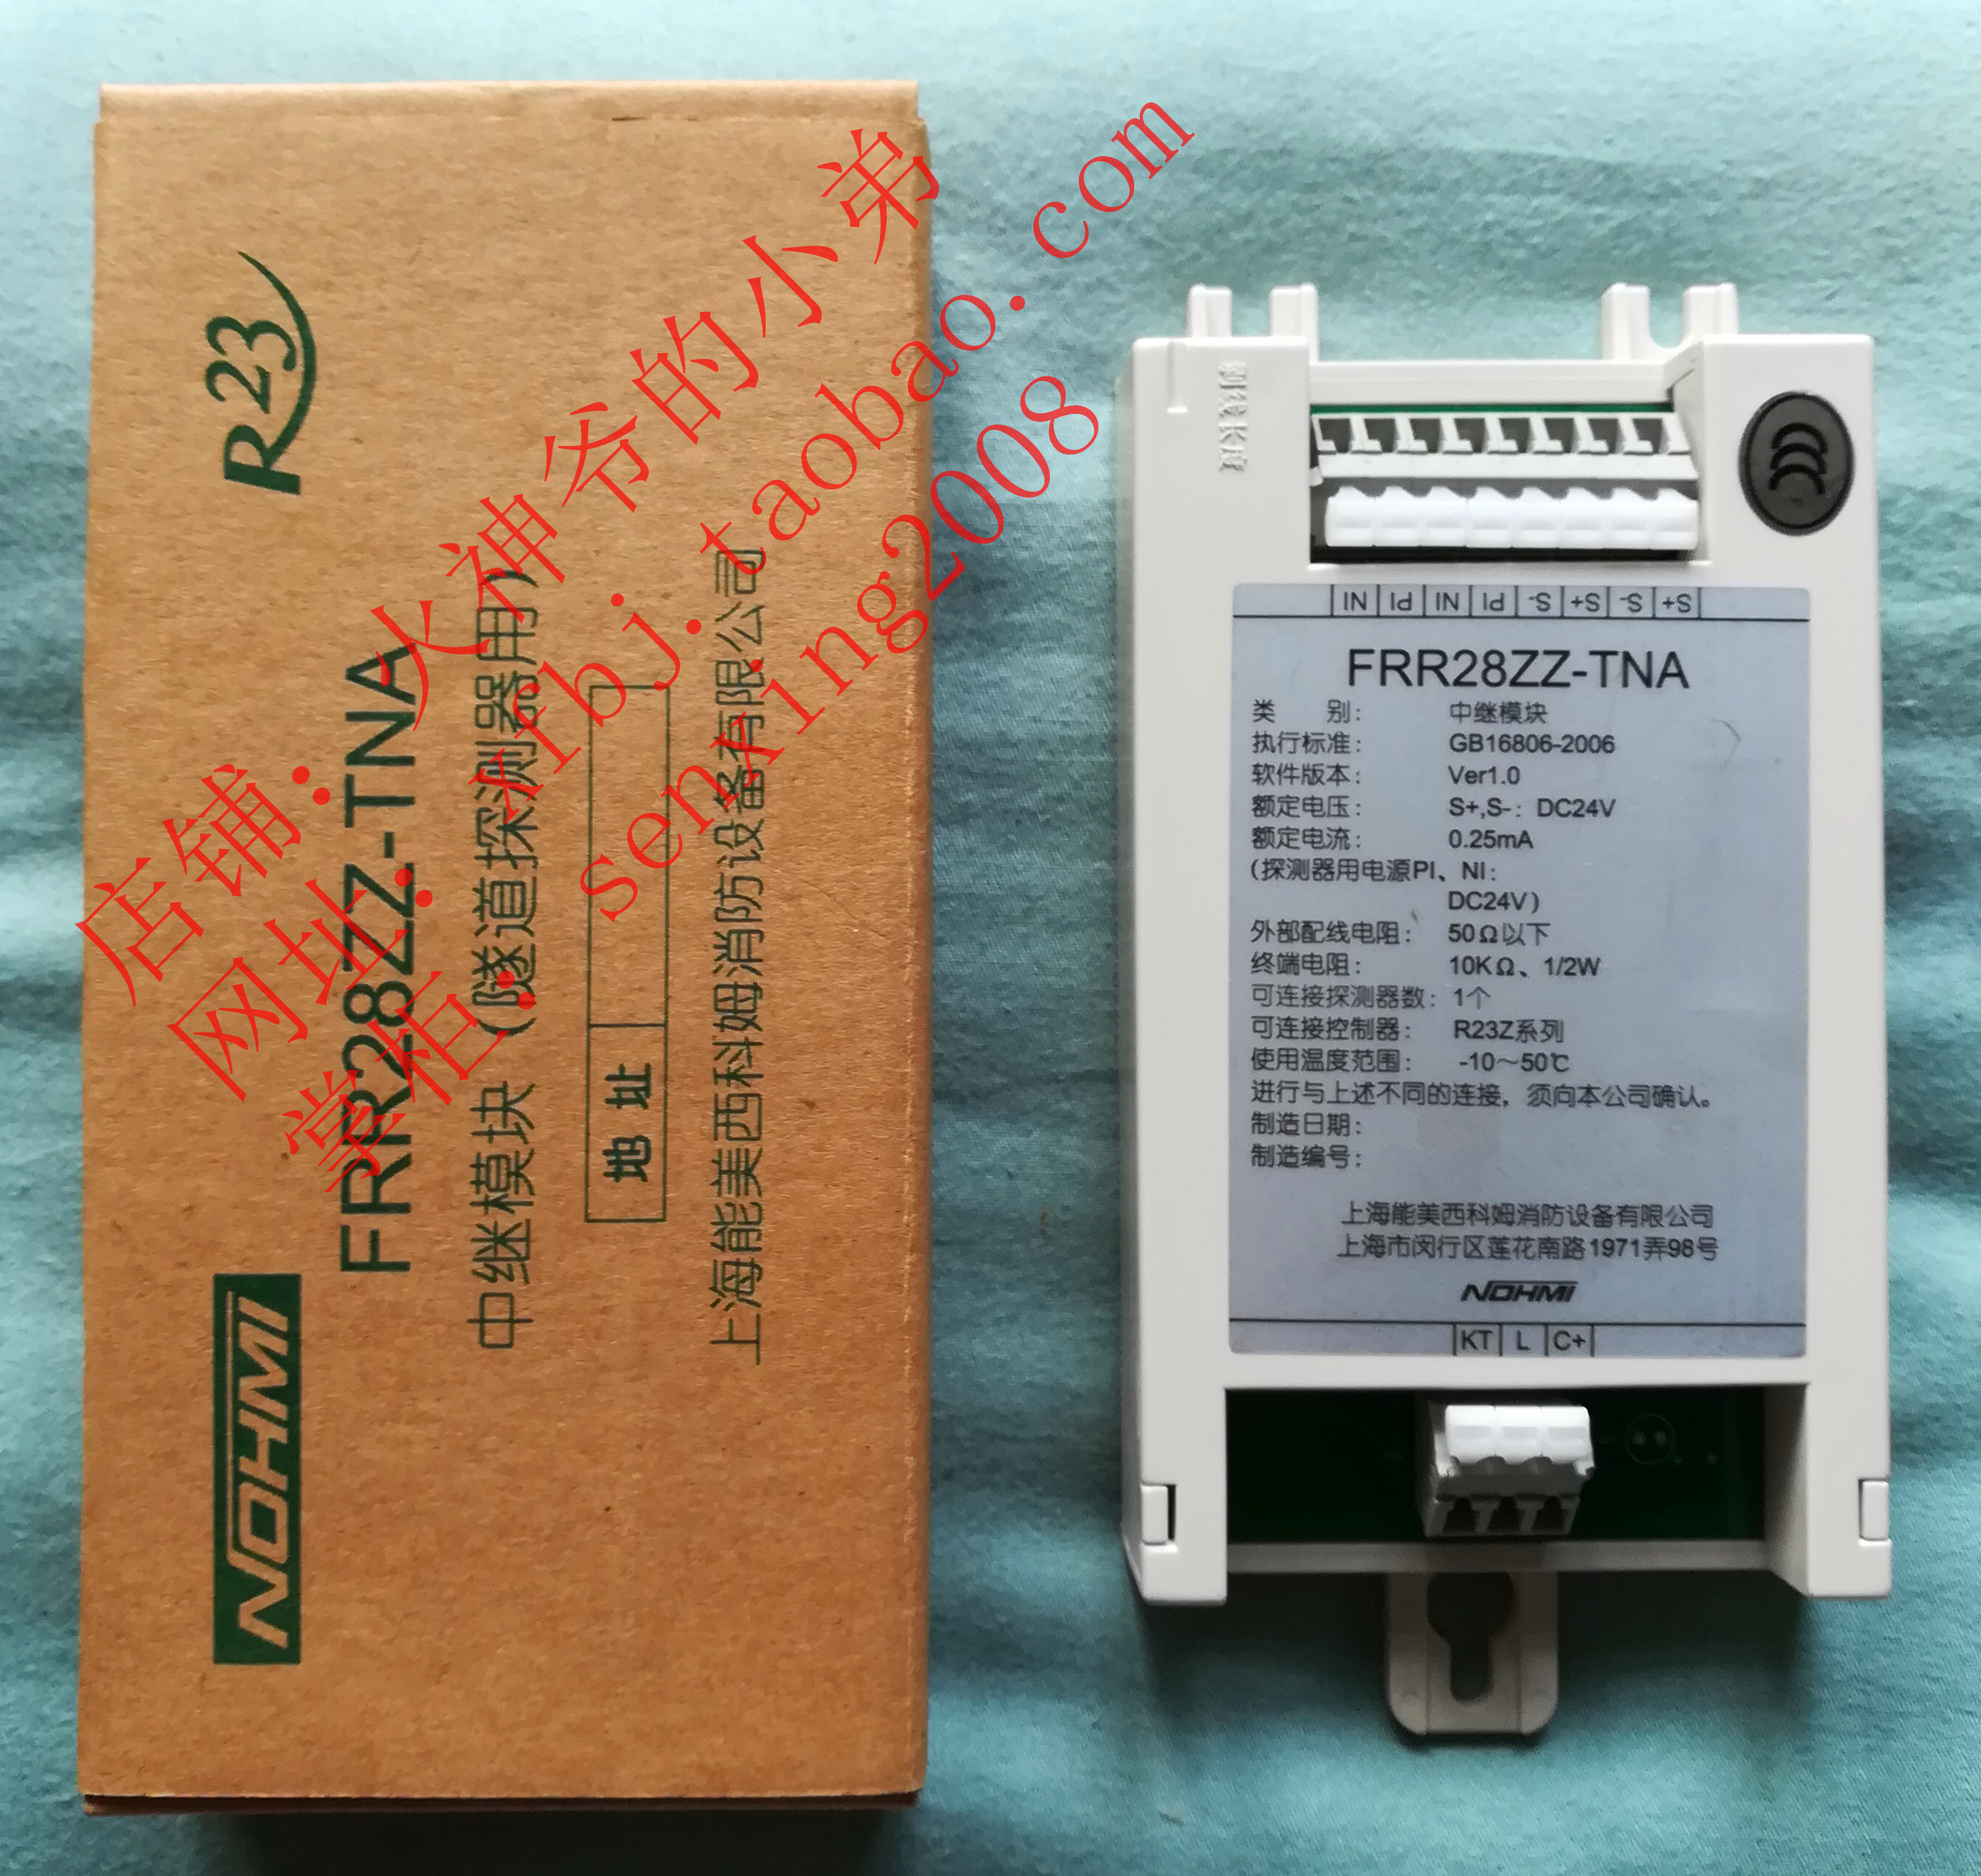 R23
NOHMI
FRR28ZZ-TNA
中继模块（隧道探测器用）
地址
上海能美西科姆消防设备有限公司
店铺：火神爷的小弟
网址：xfbj.taobao.com
掌柜：senxing2008
剥线长度
NI PI NI PI S- S+ S- S+
FRR28ZZ-TNA
类 别： 中继模块
执行标准： GB16806-2006
软件版本： Ver1.0
额定电压： S+,S-：DC24V
额定电流： 0.25mA
(探测器用电源PI、NI：
DC24V)
外部配线电阻： 50Ω以下
终端电阻： 10KΩ、1/2W
可连接探测器数：1个
可连接控制器： R23Z系列
使用温度范围： -10～50℃
进行与上述不同的连接，须向本公司确认。
制造日期：
制造编号：
上海能美西科姆消防设备有限公司
上海市闵行区莲花南路1971弄98号
NOHMI
KT L C+